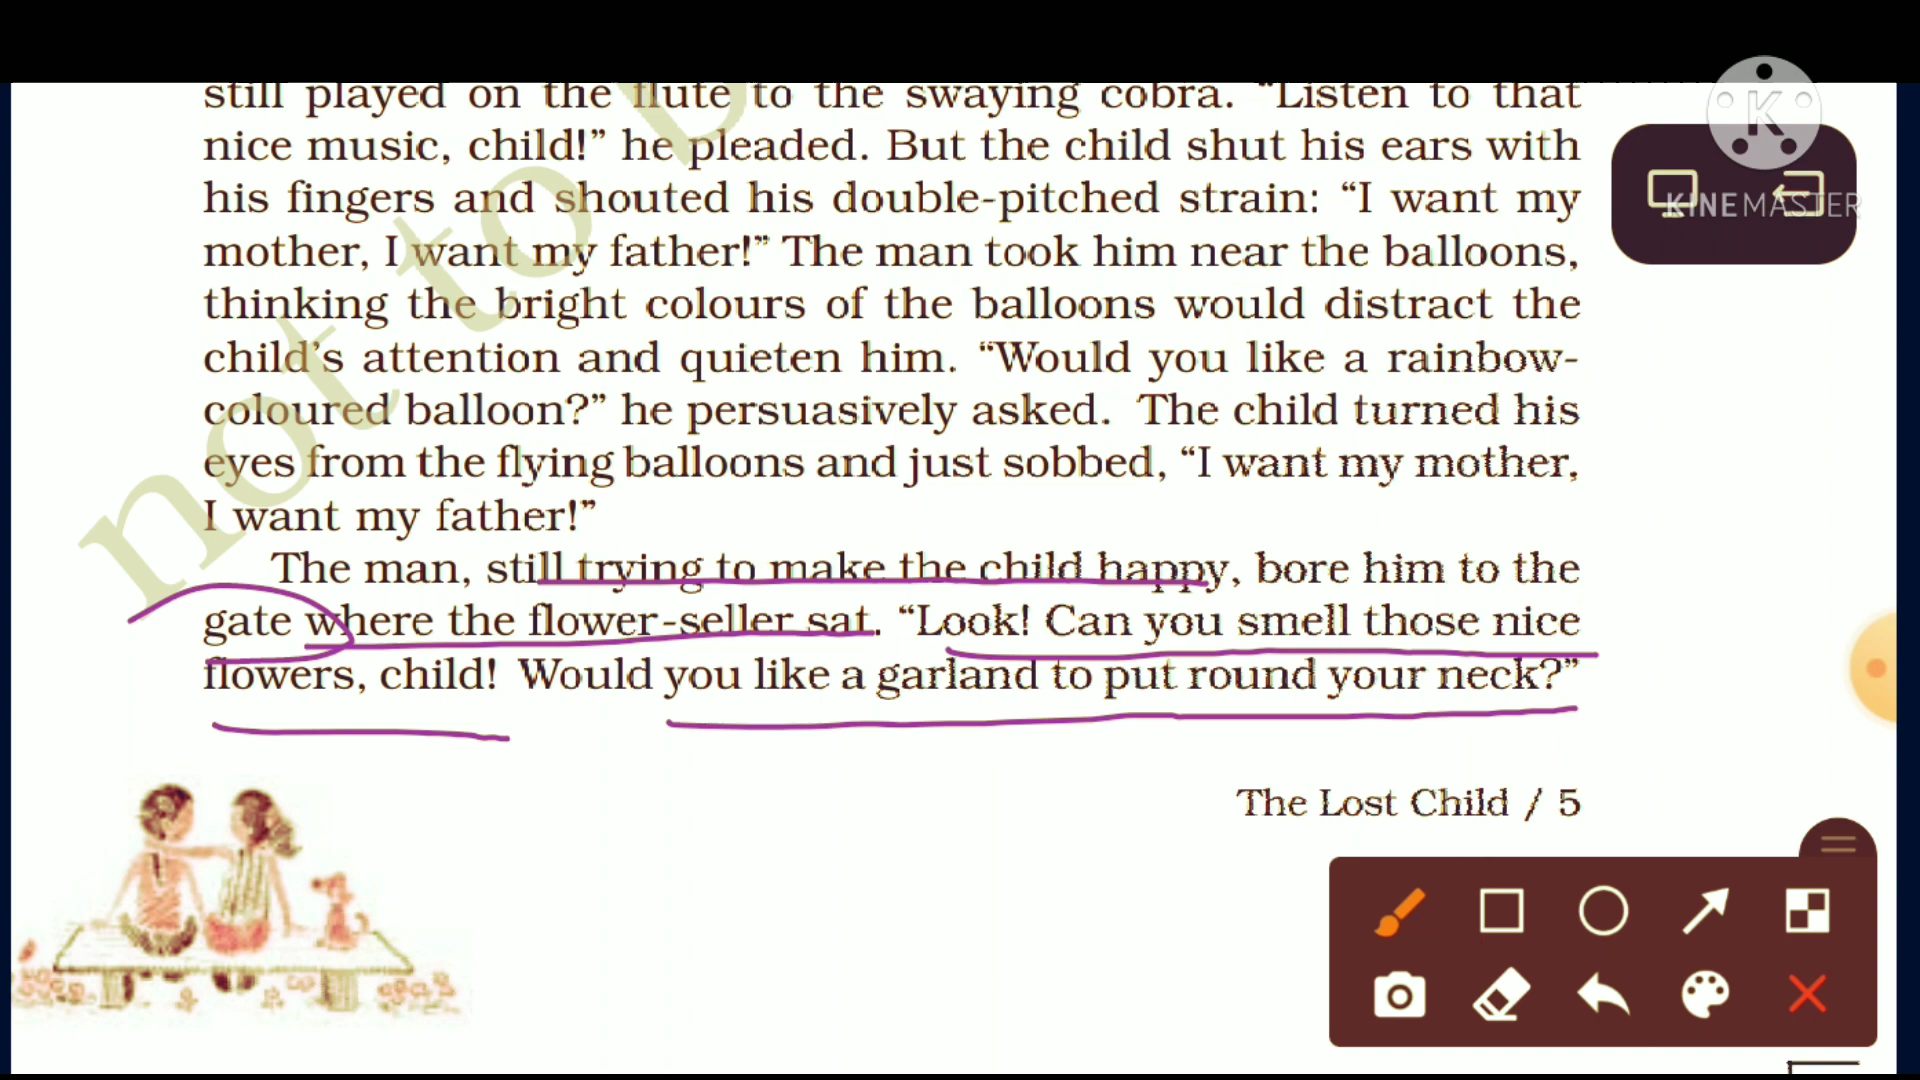 still played on the flute to the swaying cobra. “Listen to that
nice music, child!” he pleaded. But the child shut his ears with
his fingers and shouted his double-pitched strain: “I want my
mother, I want my father!” The man took him near the balloons,
thinking the bright colours of the balloons would distract the
child’s attention and quieten him. “Would you like a rainbow-
coloured balloon?” he persuasively asked. The child turned his
eyes from the flying balloons and just sobbed, “I want my mother,
I want my father!”
The man, still trying to make the child happy, bore him to the
gate where the flower-seller sat. “Look! Can you smell those nice
flowers, child! Would you like a garland to put round your neck?”
The Lost Child / 5
not to b
K
KINEMASTER